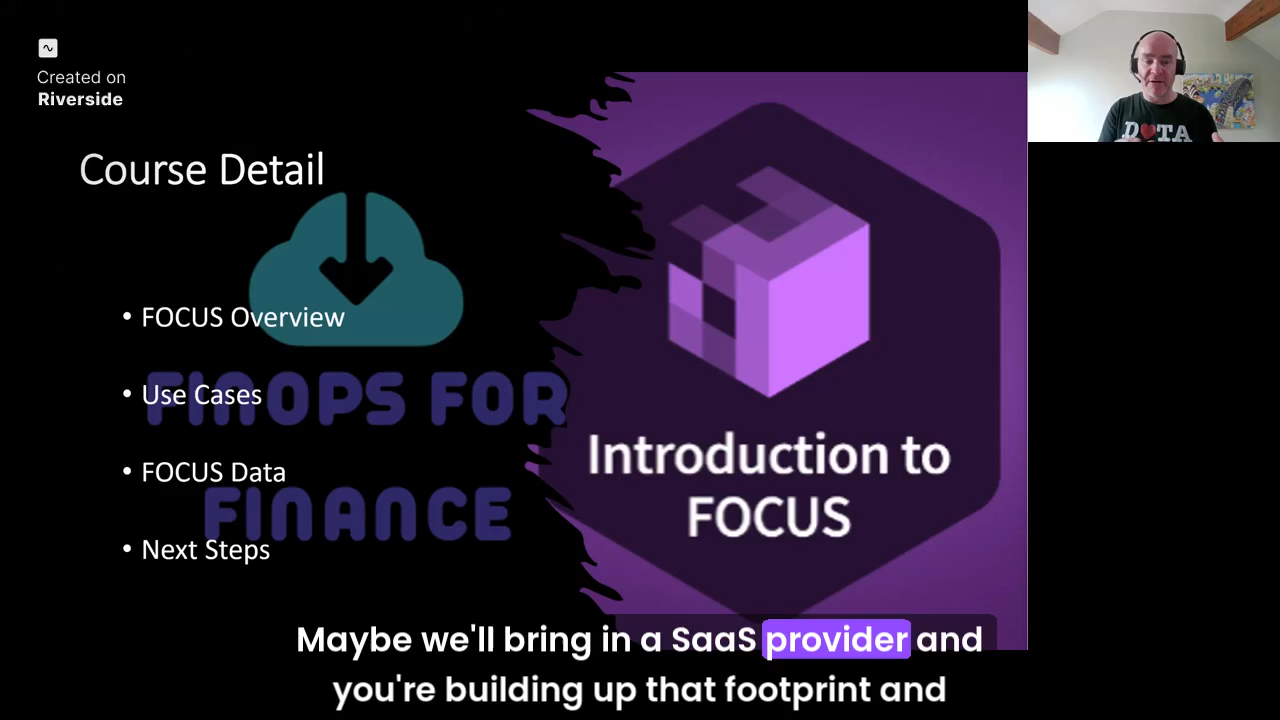 Created on
Riverside
Course Detail
• FOCUS Overview
• Use Cases
• FOCUS Data
• Next Steps
FINOPS FOR
FINANCE
Introduction to
FOCUS
D♥TA
Maybe we'll bring in a SaaS provider and
you're building up that footprint and